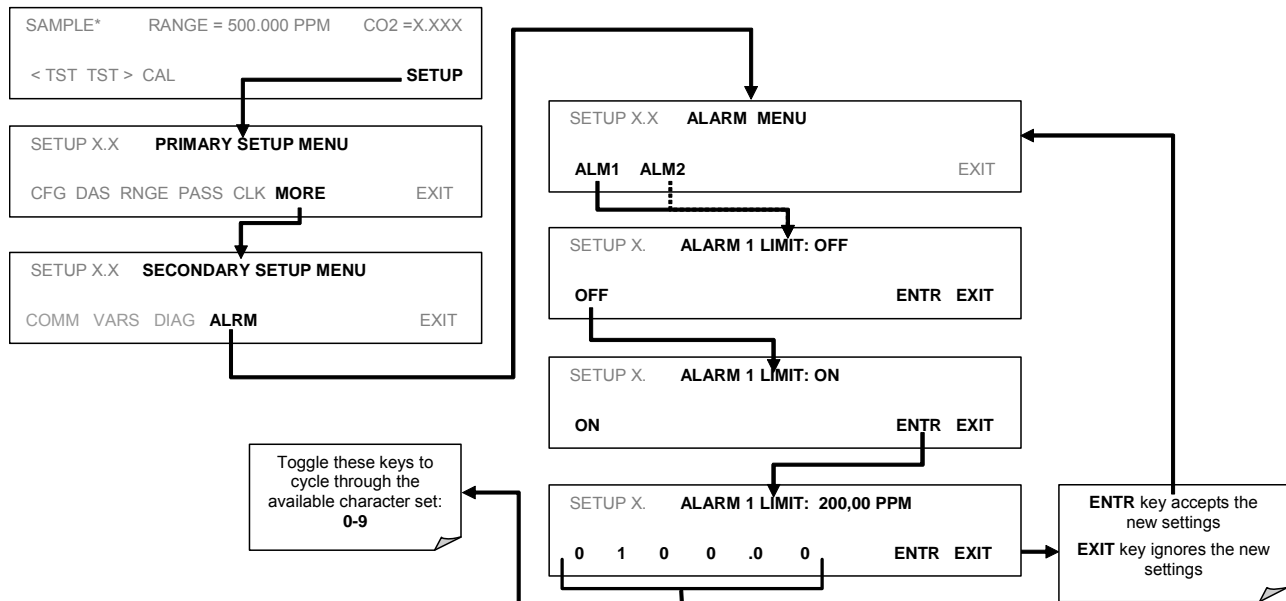 SAMPLE* RANGE = 500.000 PPM CO2 =X.XXX
< TST TST > CAL SETUP
SETUP X.X PRIMARY SETUP MENU
CFG DAS RNGE PASS CLK MORE EXIT
SETUP X.X SECONDARY SETUP MENU
COMM VARS DIAG ALRM EXIT
SETUP X.X ALARM MENU
ALM1 ALM2 EXIT
SETUP X. ALARM 1 LIMIT: OFF
OFF ENTR EXIT
SETUP X. ALARM 1 LIMIT: ON
ON ENTR EXIT
Toggle these keys to
cycle through the
available character set:
0-9
SETUP X. ALARM 1 LIMIT: 200,00 PPM
0 1 0 0 .0 0 ENTR EXIT
ENTR key accepts the
new settings
EXIT key ignores the new
settings